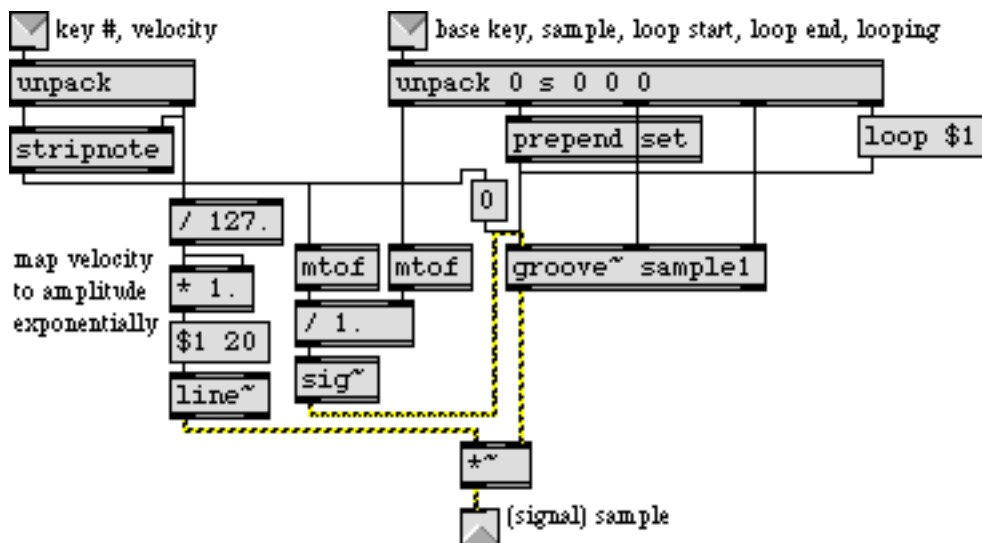 key #, velocity
base key, sample, loop start, loop end, looping
unpack
unpack 0 s 0 0 0
stripnote
prepend set
loop $1
0
/ 127.
map velocity
to amplitude
exponentially
mtof
mtof
groove~ sample1
* 1.
/ 1.
$1 20
sig~
line~
*~
(signal) sample